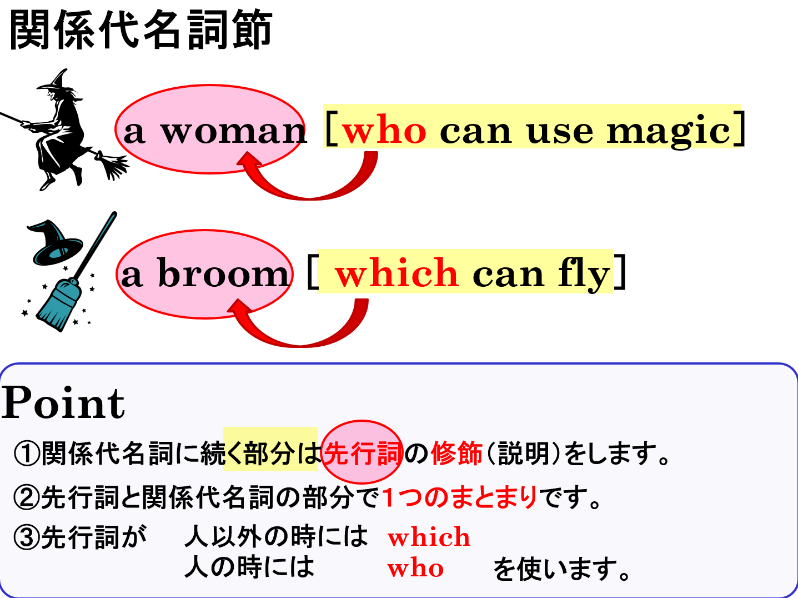 関係代名詞節
a woman [who can use magic]
a broom [ which can fly]
Point
①関係代名詞に続く部分は先行詞の修飾(説明)をします。
②先行詞と関係代名詞の部分で1つのまとまりです。
③先行詞が 人以外の時には which
人の時には who を使います。